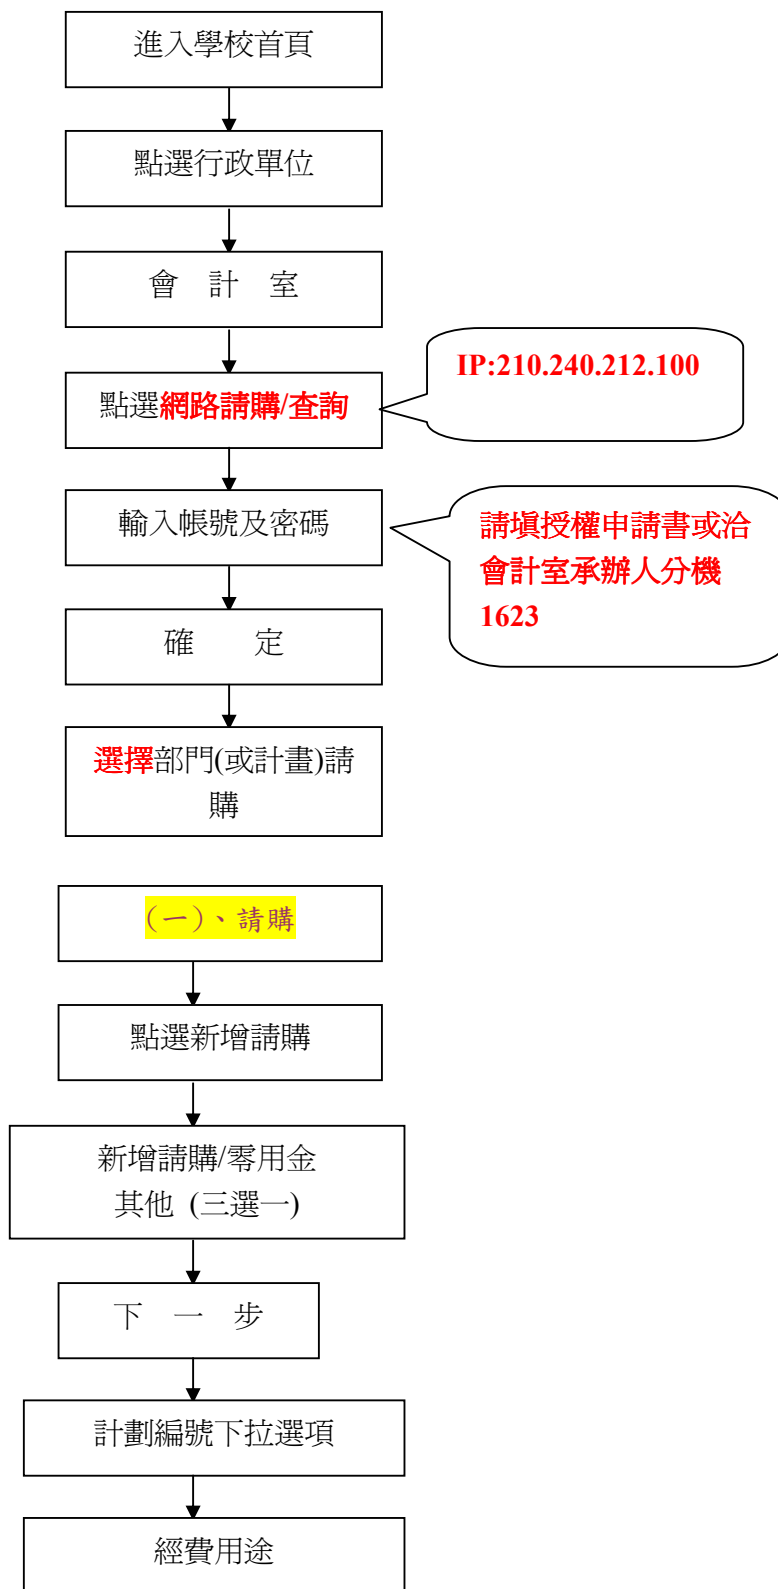 進入學校首頁
點選行政單位
會 計 室
點選網路請購/查詢
IP:210.240.212.100
輸入帳號及密碼
請填授權申請書或洽
會計室承辦人分機
1623
確 定
選擇部門(或計畫)請
購
(一)、請購
點選新增請購
新增請購/零用金
其他 (三選一)
下 一 步
計劃編號下拉選項
經費用途